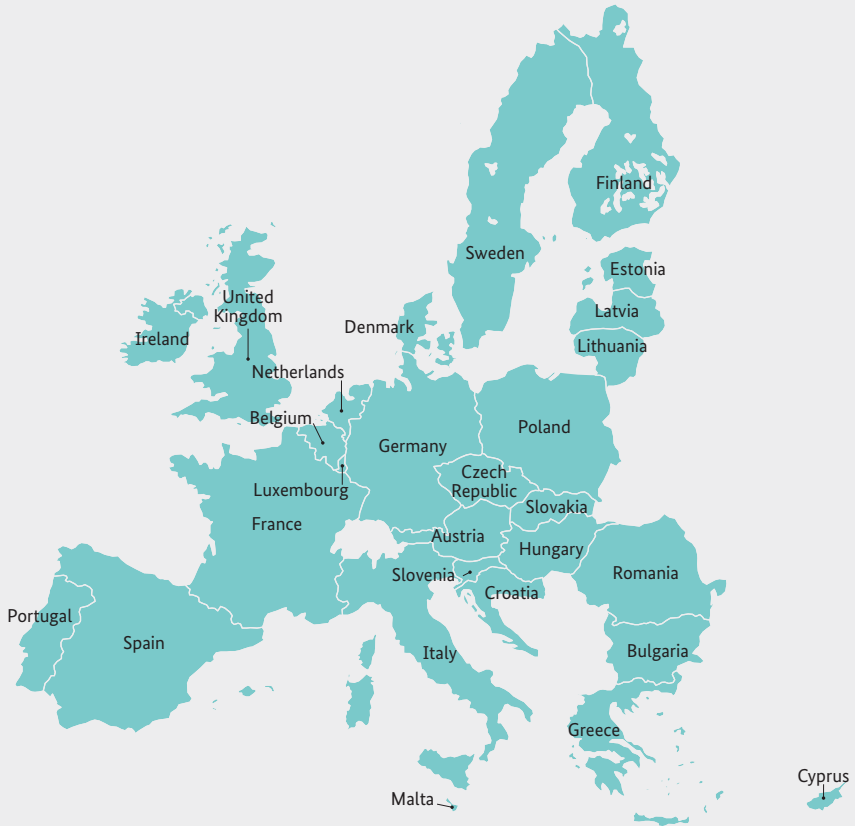 Finland
Sweden
Estonia
United
Kingdom
Latvia
Denmark
Ireland
Lithuania
Netherlands
Belgium
Poland
Germany
Czech
Republic
Luxembourg
Slovakia
France
Austria
Hungary
Slovenia
Romania
Croatia
Portugal
Spain
Italy
Bulgaria
Greece
Cyprus
Malta